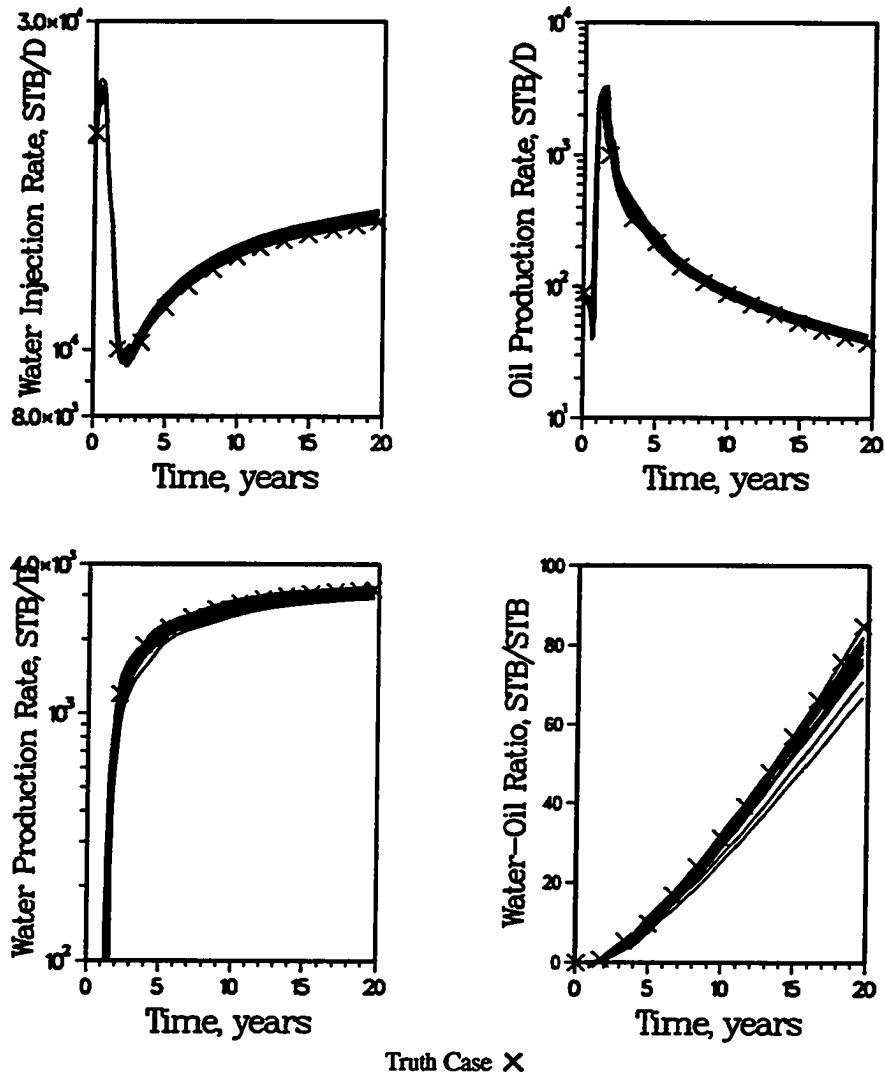 3.0×10⁴
10⁴
8.0×10³
Water Injection Rate, STB/D
0 5 10 15 20
Time, years
10⁴
10³
10²
10¹
Oil Production Rate, STB/D
0 5 10 15 20
Time, years
4.0×10³
10³
10²
Water Production Rate, STB/D
0 5 10 15 20
Time, years
100
80
60
40
20
0
Water-Oil Ratio, STB/STB
0 5 10 15 20
Time, years
Truth Case ×